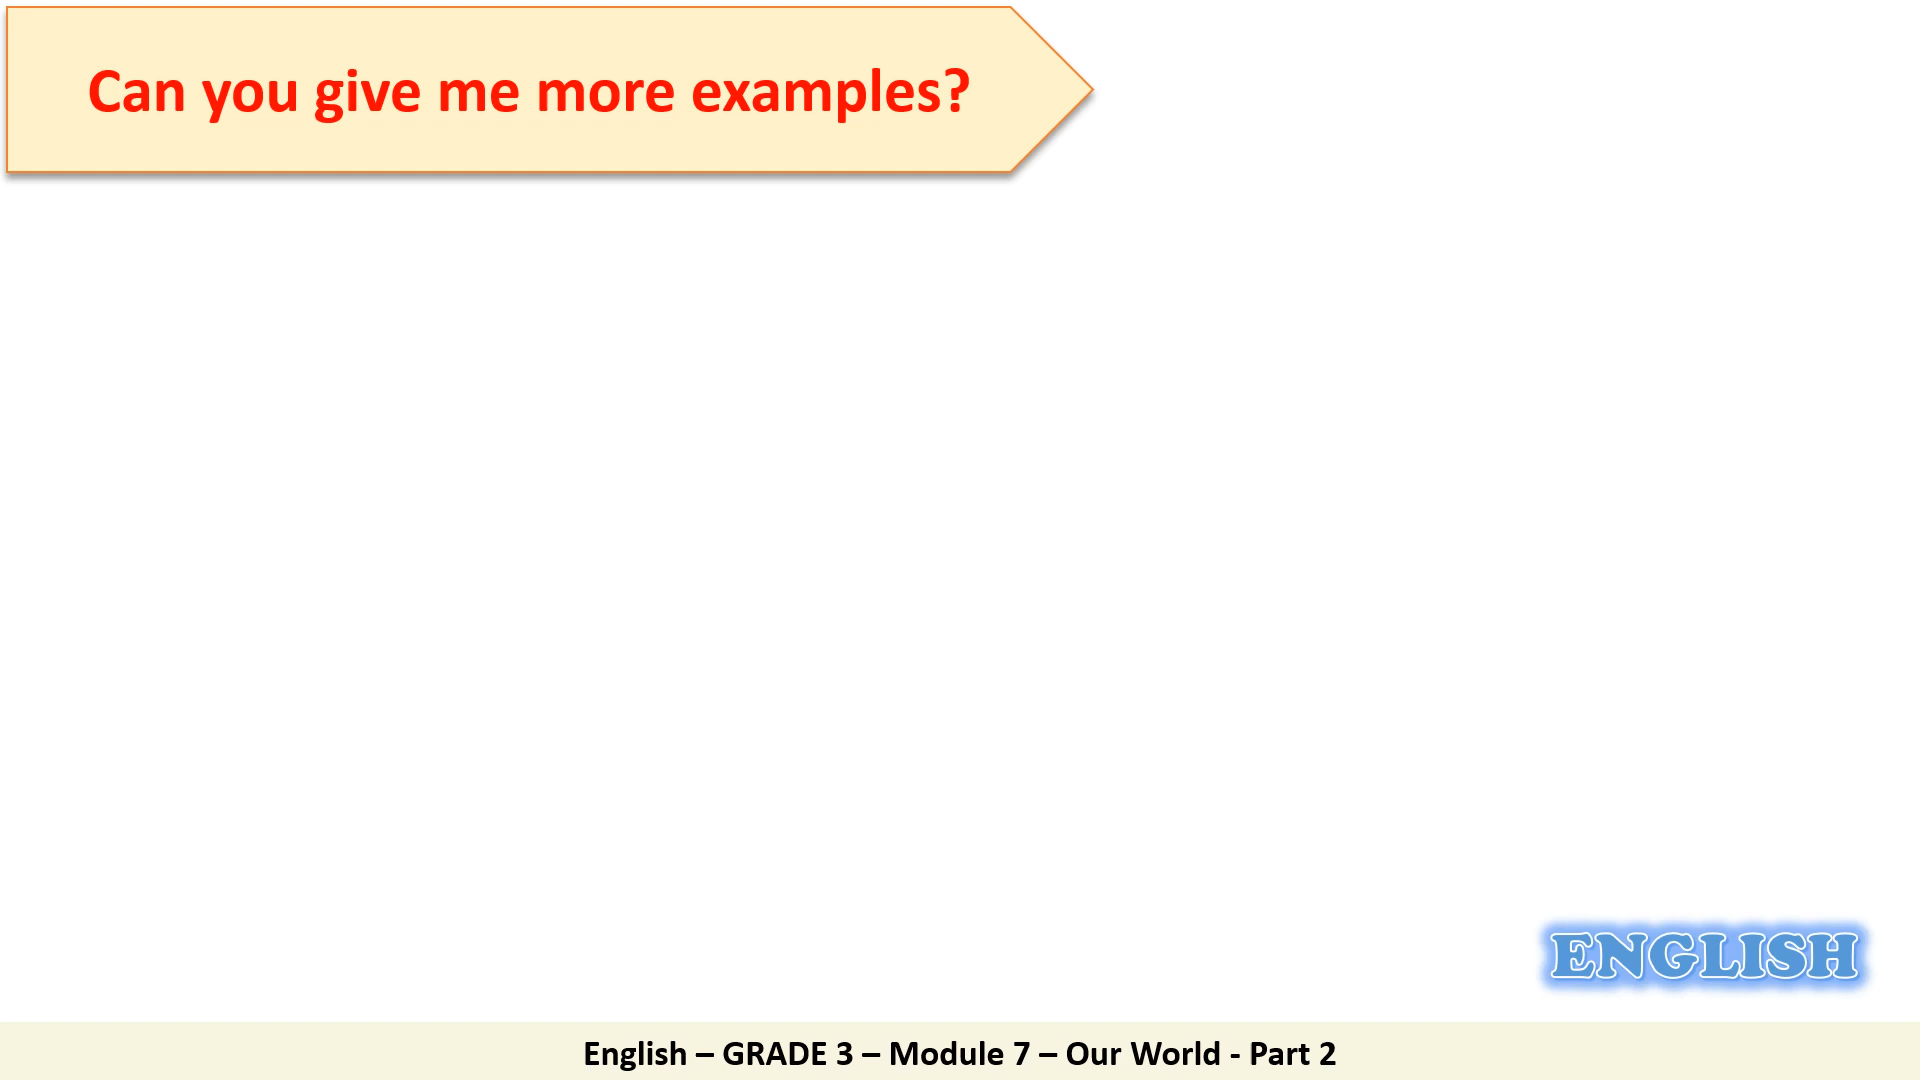 Can you give me more examples?
ENGLISH
English – GRADE 3 – Module 7 – Our World - Part 2